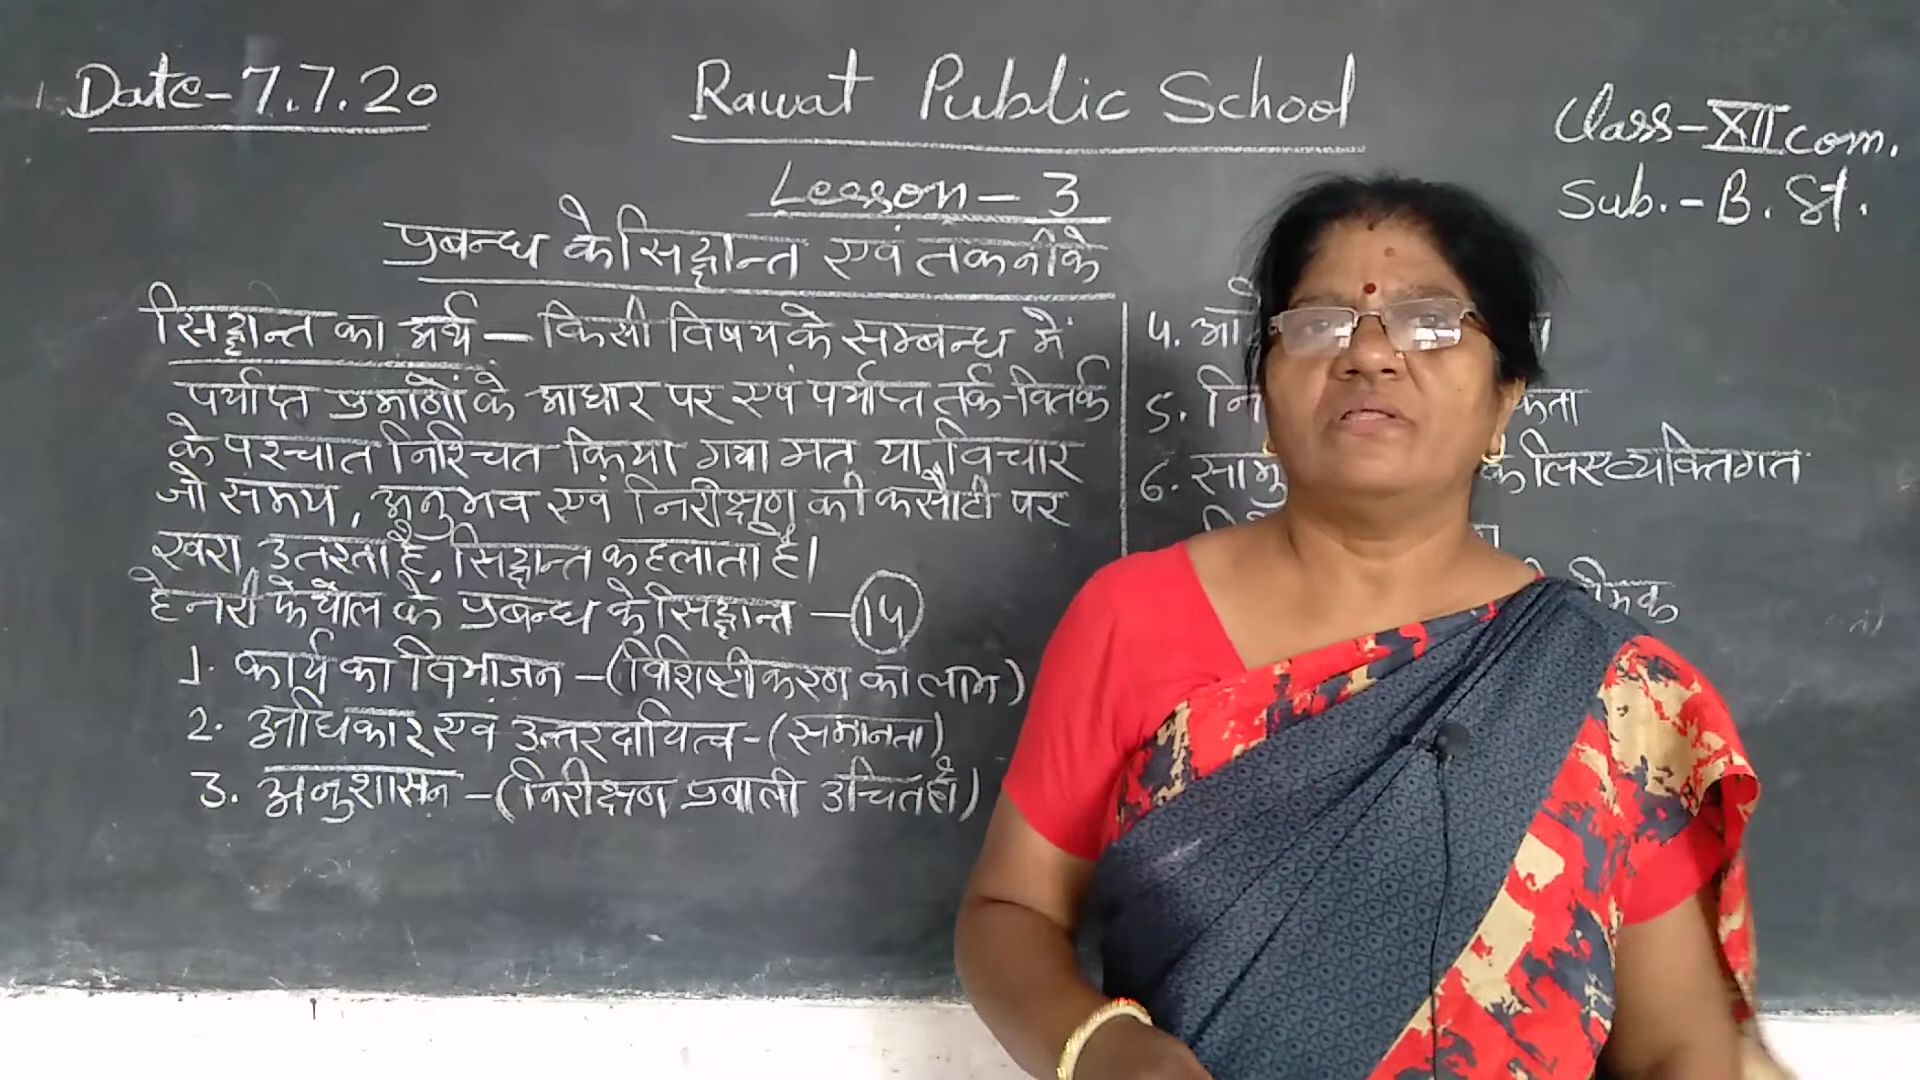 Date-7.7.20
Rawat Public School
Class-XII com.
Sub.-B.St.
Lesson-3
प्रबन्ध के सिद्धान्त एवं तकनीके
सिद्धान्त का अर्थ - किसी विषय के सम्बन्ध में
पर्याप्त प्रमाणों के आधार पर एवं पर्याप्त तर्क-वितर्क
के पश्चात निश्चित किया गया मत या विचार
जो समय, अनुभव एवं निरीक्षण की कसौटी पर
खरा उतरता है, सिद्धान्त कहलाता है।
हेनरी फेयोल के प्रबन्ध के सिद्धान्त - 14
1. कार्य का विभाजन - (विशिष्टीकरण का लाभ)
2. अधिकार एवं उत्तरदायित्व - (समानता)
3. अनुशासन - (निरीक्षण प्रणाली उचित हो)
4.
5.
6. के लिए व्यक्तिगत